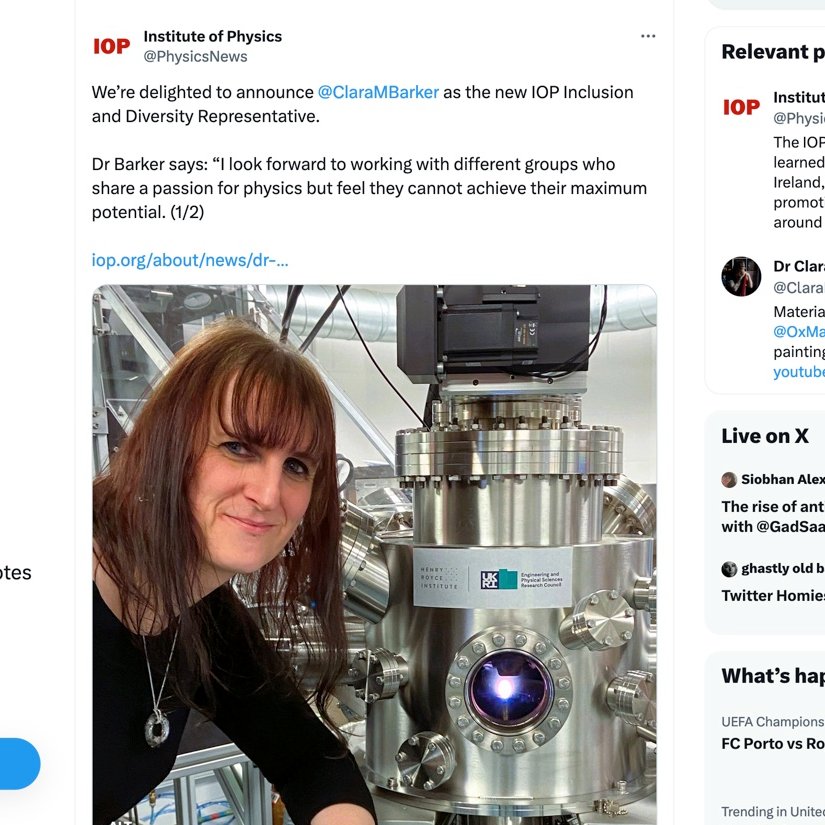 IOP
Institute of Physics
@PhysicsNews
We’re delighted to announce @ClaraMBarker as the new IOP Inclusion
and Diversity Representative.
Dr Barker says: “I look forward to working with different groups who
share a passion for physics but feel they cannot achieve their maximum
potential. (1/2)
iop.org/about/news/dr-...
HENRY
ROYCE
INSTITUTE
UKRI
Engineering and
Physical Sciences
Research Council
ALT
otes
Relevant p
IOP
Institut
@Physic
The IOP
learned
Ireland,
promot
around
Dr Clara
@Clara
Materia
@OxMa
painting
youtube
Live on X
Siobhan Alex
The rise of ant
with @GadSaa
ghastly old b
Twitter Homies
What’s hap
UEFA Champions
FC Porto vs Ro
Trending in United